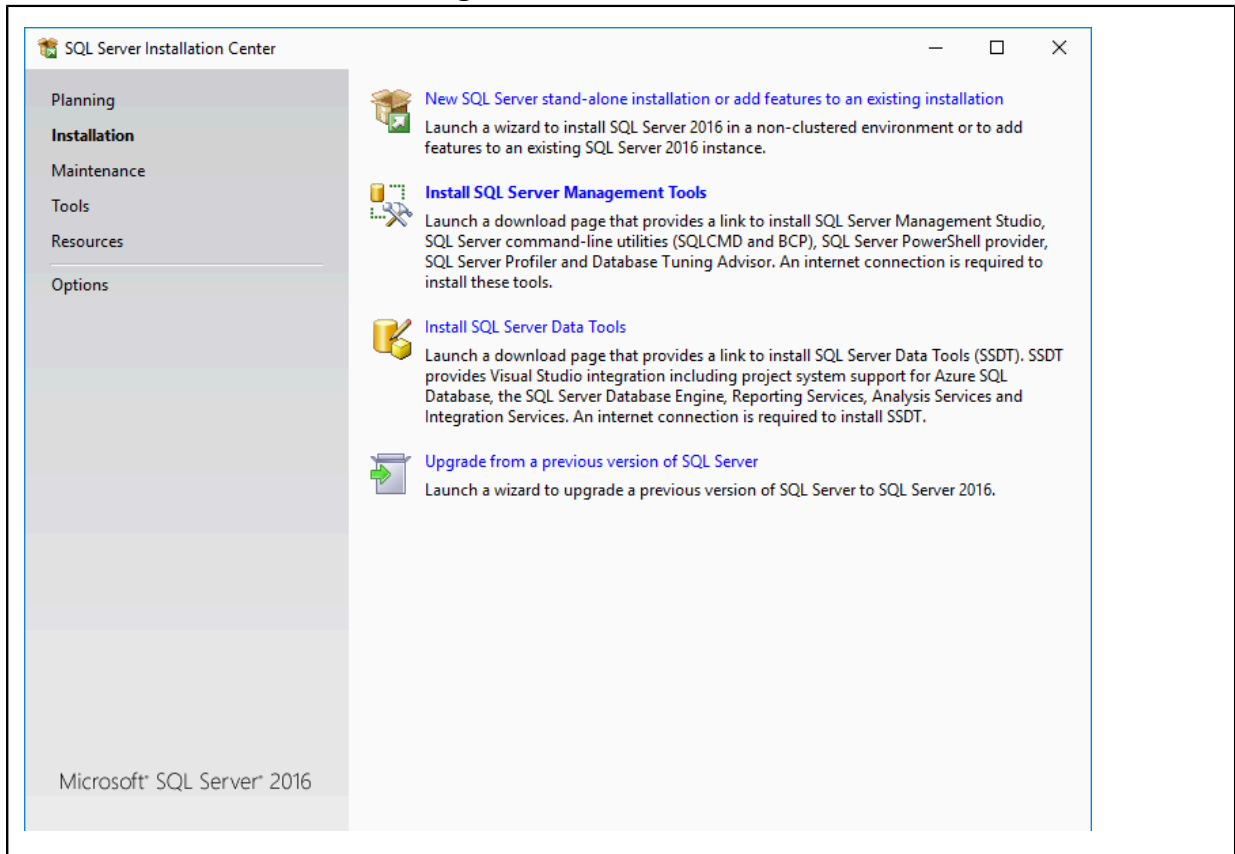 SQL Server Installation Center
Planning
Installation
Maintenance
Tools
Resources
Options
Microsoft® SQL Server® 2016
New SQL Server stand-alone installation or add features to an existing installation
Launch a wizard to install SQL Server 2016 in a non-clustered environment or to add
features to an existing SQL Server 2016 instance.
Install SQL Server Management Tools
Launch a download page that provides a link to install SQL Server Management Studio,
SQL Server command-line utilities (SQLCMD and BCP), SQL Server PowerShell provider,
SQL Server Profiler and Database Tuning Advisor. An internet connection is required to
install these tools.
Install SQL Server Data Tools
Launch a download page that provides a link to install SQL Server Data Tools (SSDT). SSDT
provides Visual Studio integration including project system support for Azure SQL
Database, the SQL Server Database Engine, Reporting Services, Analysis Services and
Integration Services. An internet connection is required to install SSDT.
Upgrade from a previous version of SQL Server
Launch a wizard to upgrade a previous version of SQL Server to SQL Server 2016.